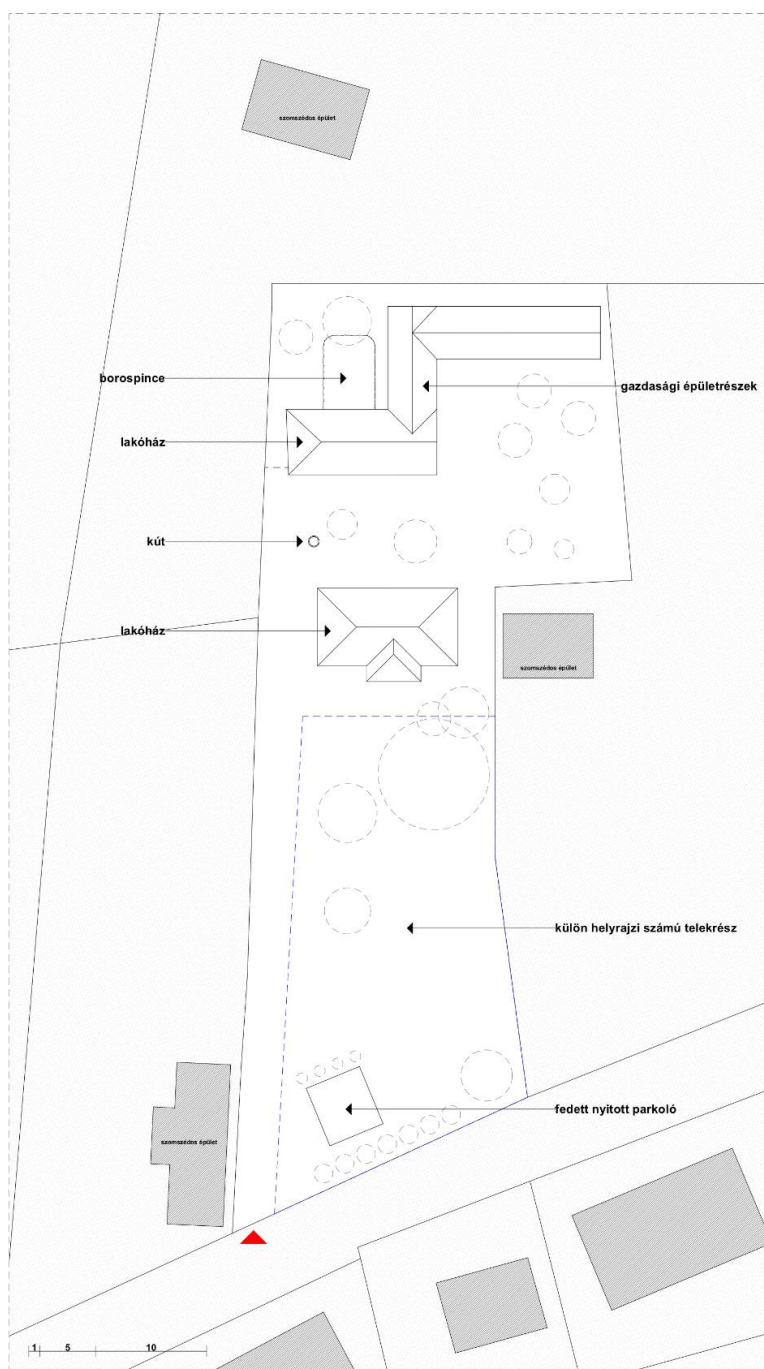 szomszédos épület
borospince
gazdasági épületrészek
lakóház
kút
lakóház
szomszédos épület
külön helyrajzi számú telekrész
fedett nyitott parkoló
szomszédos épület
1 5 10